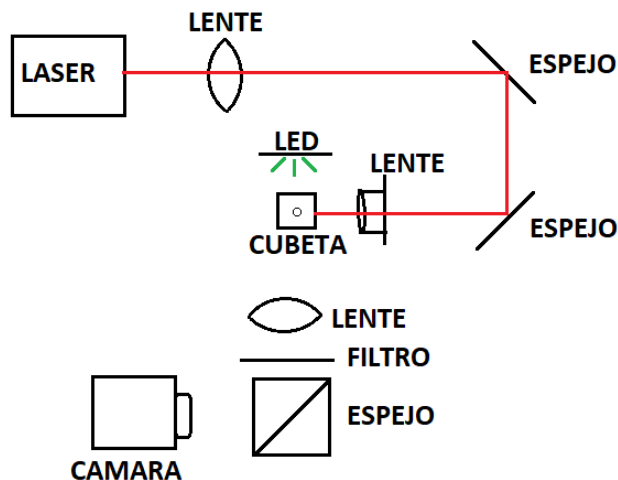 LENTE
LASER
ESPEJO
LED
LENTE
CUBETA
ESPEJO
LENTE
FILTRO
ESPEJO
CAMARA